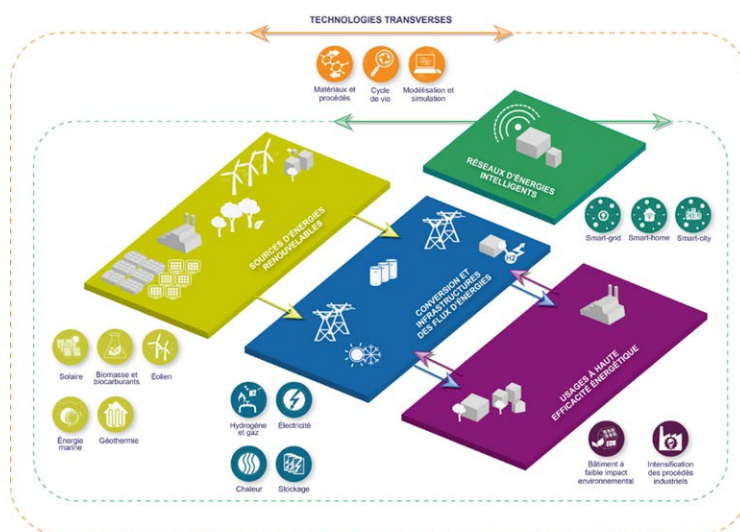 TECHNOLOGIES TRANSVERSES
Matériaux et
procédés
Cycle
de vie
Modélisation et
simulation
RÉSEAUX D'ÉNERGIES
INTELLIGENTS
Smart-grid
Smart-home
Smart-city
SOURCES D'ÉNERGIES
RENOUVELABLES
H2
CONVERSION ET
INFRASTRUCTURES
DES FLUX D'ÉNERGIES
USAGES À HAUTE
EFFICACITÉ ÉNERGÉTIQUE
Solaire
Biomasse et
biocarburants
Éolien
Énergie
marine
Géothermie
Hydrogène
et gaz
Électricité
Chaleur
Stockage
Bâtiment à
faible impact
environnemental
Intensification
des procédés
industriels